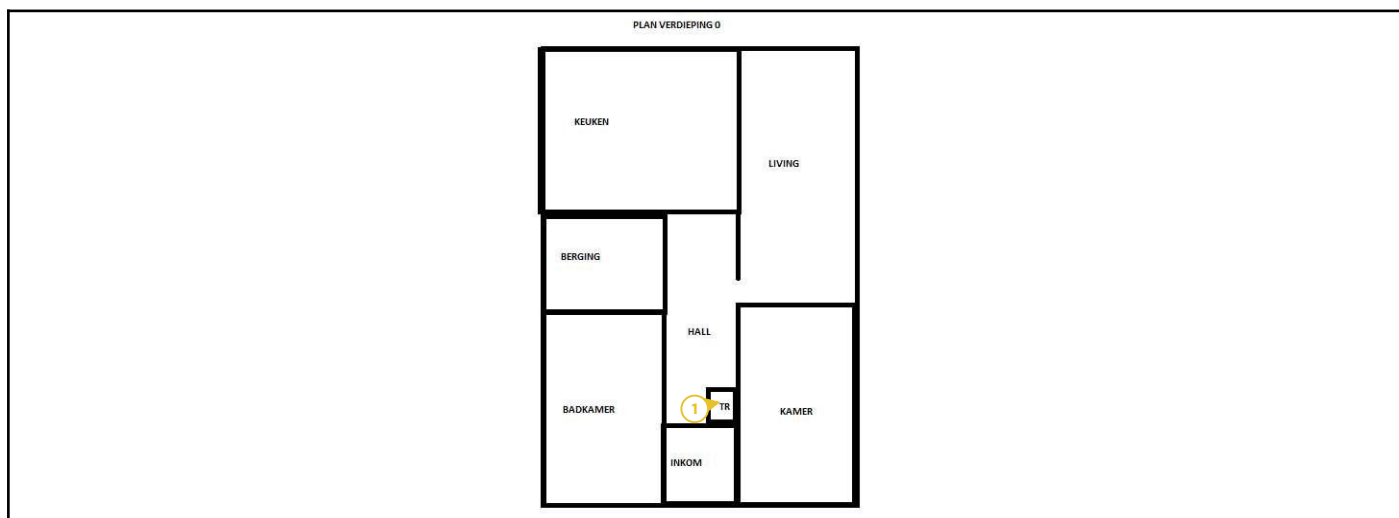 PLAN VERDIEPING 0
KEUKEN
LIVING
BERGING
HALL
1
TR
BADKAMER
KAMER
INKOM